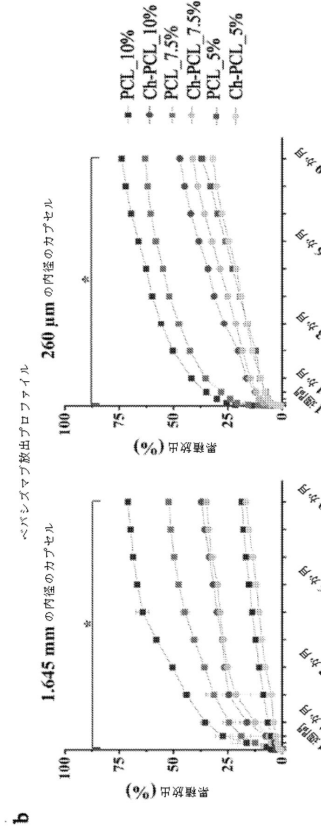 b
ベバシズマブ放出プロファイル
1.645 mm の内径のカプセル
*
累積放出 (%)
100
75
50
25
0
260 μm の内径のカプセル
*
累積放出 (%)
100
75
50
25
0
3か月
PCL_10%
Ch-PCL_10%
PCL_7.5%
Ch-PCL_7.5%
PCL_5%
Ch-PCL_5%